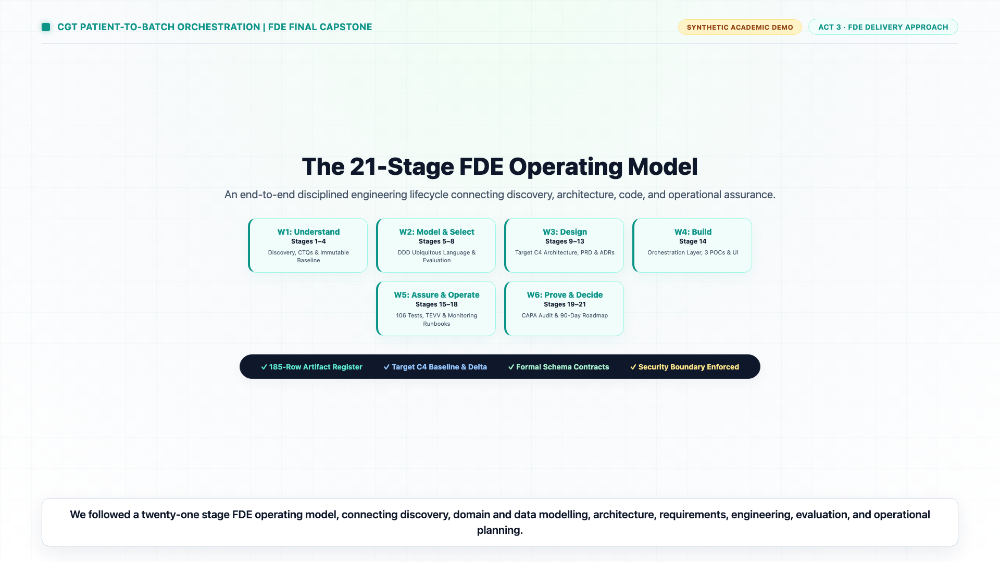 CGT PATIENT-TO-BATCH ORCHESTRATION | FDE FINAL CAPSTONE
SYNTHETIC ACADEMIC DEMO
ACT 3 · FDE DELIVERY APPROACH
The 21-Stage FDE Operating Model
An end-to-end disciplined engineering lifecycle connecting discovery, architecture, code, and operational assurance.
W1: Understand
Stages 1–4
Discovery, CTQs & Immutable
Baseline
W2: Model & Select
Stages 5–8
DDD Ubiquitous Language &
Evaluation
W3: Design
Stages 9–13
Target C4 Architecture, PRD & ADRs
W4: Build
Stage 14
Orchestration Layer, 3 POCs & UI
W5: Assure & Operate
Stages 15–18
106 Tests, TEVV & Monitoring
Runbooks
W6: Prove & Decide
Stages 19–21
CAPA Audit & 90-Day Roadmap
✓ 185-Row Artifact Register
✓ Target C4 Baseline & Delta
✓ Formal Schema Contracts
✓ Security Boundary Enforced
We followed a twenty-one stage FDE operating model, connecting discovery, domain and data modelling, architecture, requirements, engineering, evaluation, and operational
planning.